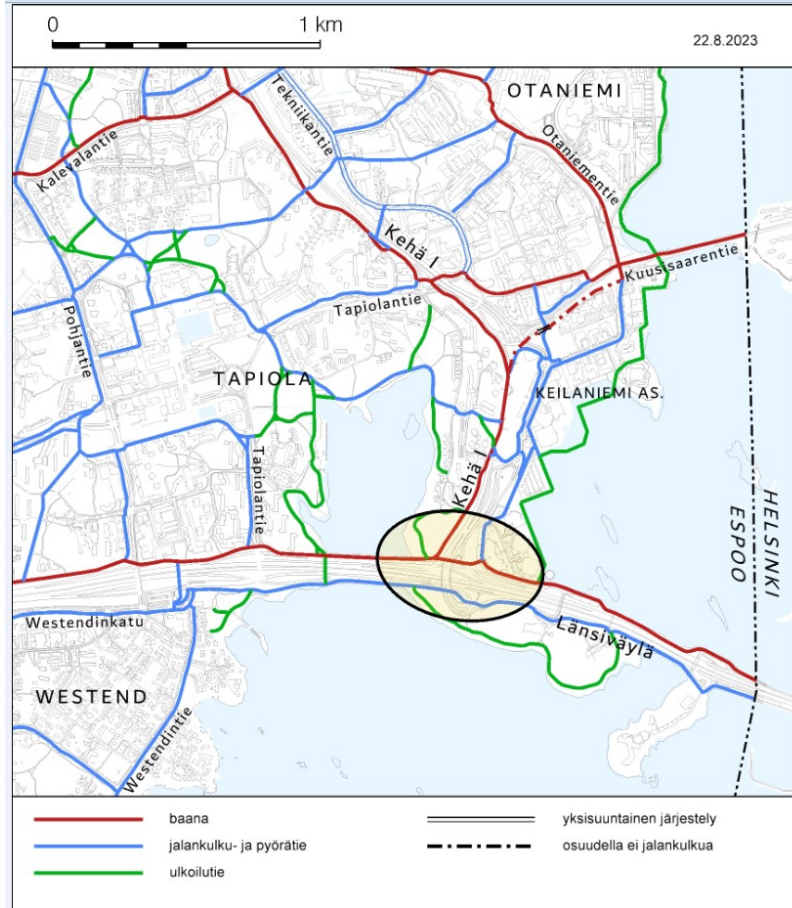 0 1 km
22.8.2023
OTANIEMI
Tekniikantie
Otaniementie
Kalevalantie
Kehä I
Kuusisaarentie
Pohjantie
Tapiolantie
TAPIOLA
KEILANIEMI AS.
Kehä I
Tapiolantie
HELSINKI
ESPOO
Westendinkatu
Länsiväylä
WESTEND
Westendintie
baana
yksisuuntainen järjestely
jalankulku- ja pyörätie
osuudella ei jalankulkua
ulkoilutie